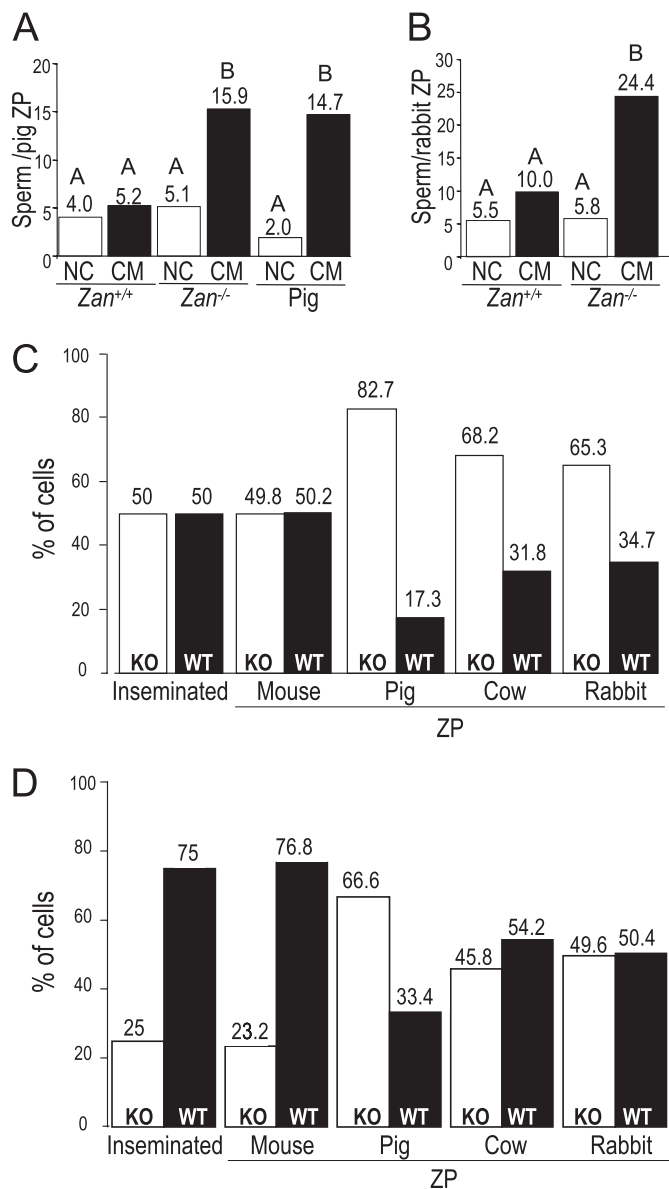 A
Sperm /pig ZP
20
15
10
5
0
A A A B A B
4.0 5.2 5.1 15.9 2.0 14.7
NC CM NC CM NC CM
Zan+/+ Zan-/- Pig
B
Sperm/rabbit ZP
30
25
20
15
10
5
0
A A A B
5.5 10.0 5.8 24.4
NC CM NC CM
Zan+/+ Zan-/-
C
% of cells
100
80
60
40
20
0
50 50 49.8 50.2 82.7 17.3 68.2 31.8 65.3 34.7
KO WT KO WT KO WT KO WT KO WT
Inseminated Mouse Pig Cow Rabbit
ZP
D
% of cells
100
80
60
40
20
0
25 75 23.2 76.8 66.6 33.4 45.8 54.2 49.6 50.4
KO WT KO WT KO WT KO WT KO WT
Inseminated Mouse Pig Cow Rabbit
ZP